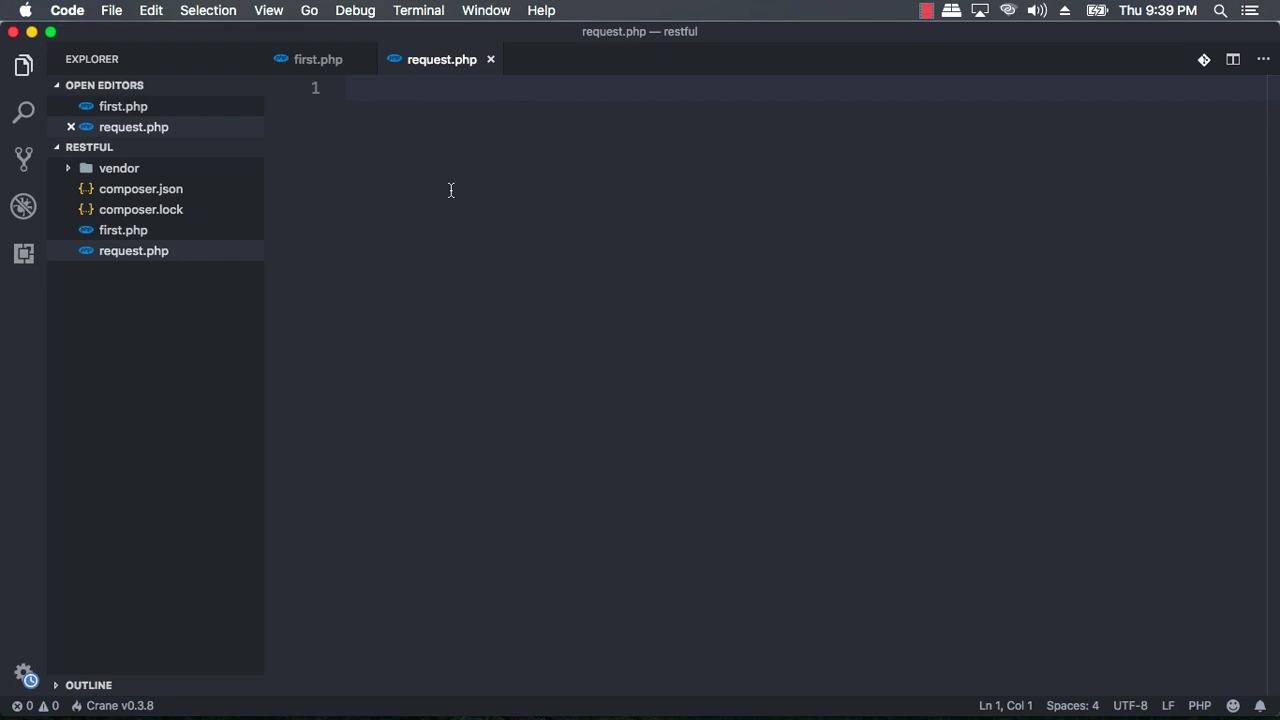 Code File Edit Selection View Go Debug Terminal Window Help Thu 9:39 PM
request.php — restful
EXPLORER
first.php
request.php
OPEN EDITORS
first.php
request.php
RESTFUL
vendor
{..} composer.json
{..} composer.lock
first.php
request.php
1
OUTLINE
0 0 Crane v0.3.8
Ln 1, Col 1 Spaces: 4 UTF-8 LF PHP